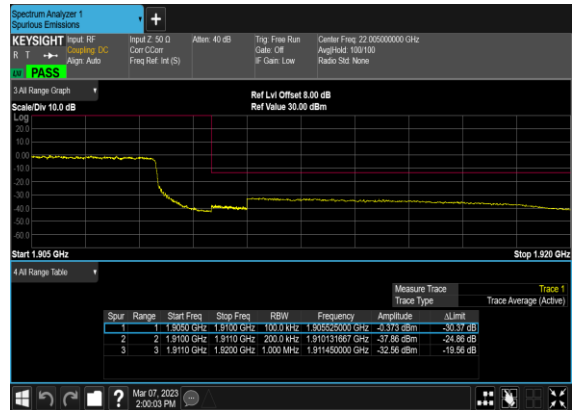 Spectrum Analyzer 1
Spurious Emissions
+
KEYSIGHT Input: RF Input Z: 50 Ω Atten: 40 dB Trig: Free Run Center Freq: 22.005000000 GHz
R T Coupling: DC Corr CCorr Gate: Off Avg|Hold: 100/100
Align: Auto Freq Ref: Int (S) IF Gain: Low Radio Std: None
PASS
3 All Range Graph
Ref Lvl Offset 8.00 dB
Scale/Div 10.0 dB Ref Value 30.00 dBm
Log
20.0
10.0
0.00
-10.0
-20.0
-30.0
-40.0
-50.0
-60.0
Start 1.905 GHz Stop 1.920 GHz
4 All Range Table
Measure Trace Trace 1
Trace Type Trace Average (Active)
Spur Range Start Freq Stop Freq RBW Frequency Amplitude ΔLimit
1 1 1.9050 GHz 1.9100 GHz 100.0 kHz 1.905525000 GHz -0.373 dBm -30.37 dB
2 2 1.9100 GHz 1.9110 GHz 200.0 kHz 1.910131667 GHz -37.86 dBm -24.86 dB
3 3 1.9110 GHz 1.9200 GHz 1.000 MHz 1.911450000 GHz -32.56 dBm -19.56 dB
? Mar 07, 2023
2:00:03 PM